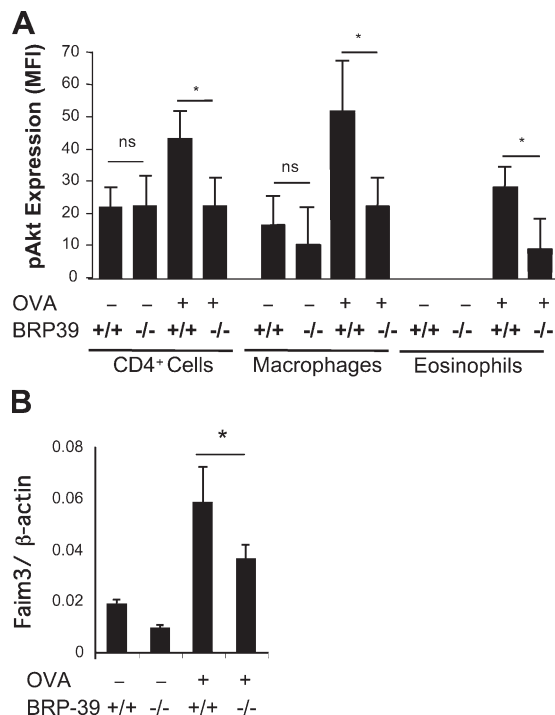 A
pAkt Expression (MFI)
70
60
50
40
30
20
10
0
ns
*
ns
*
*
OVA – – + + – – + + – – + +
BRP39 +/+ -/- +/+ -/- +/+ -/- +/+ -/- +/+ -/- +/+ -/-
CD4+ Cells Macrophages Eosinophils
B
Faim3/ β-actin
0.08
0.06
0.04
0.02
0
*
OVA – – + +
BRP-39 +/+ -/- +/+ -/-